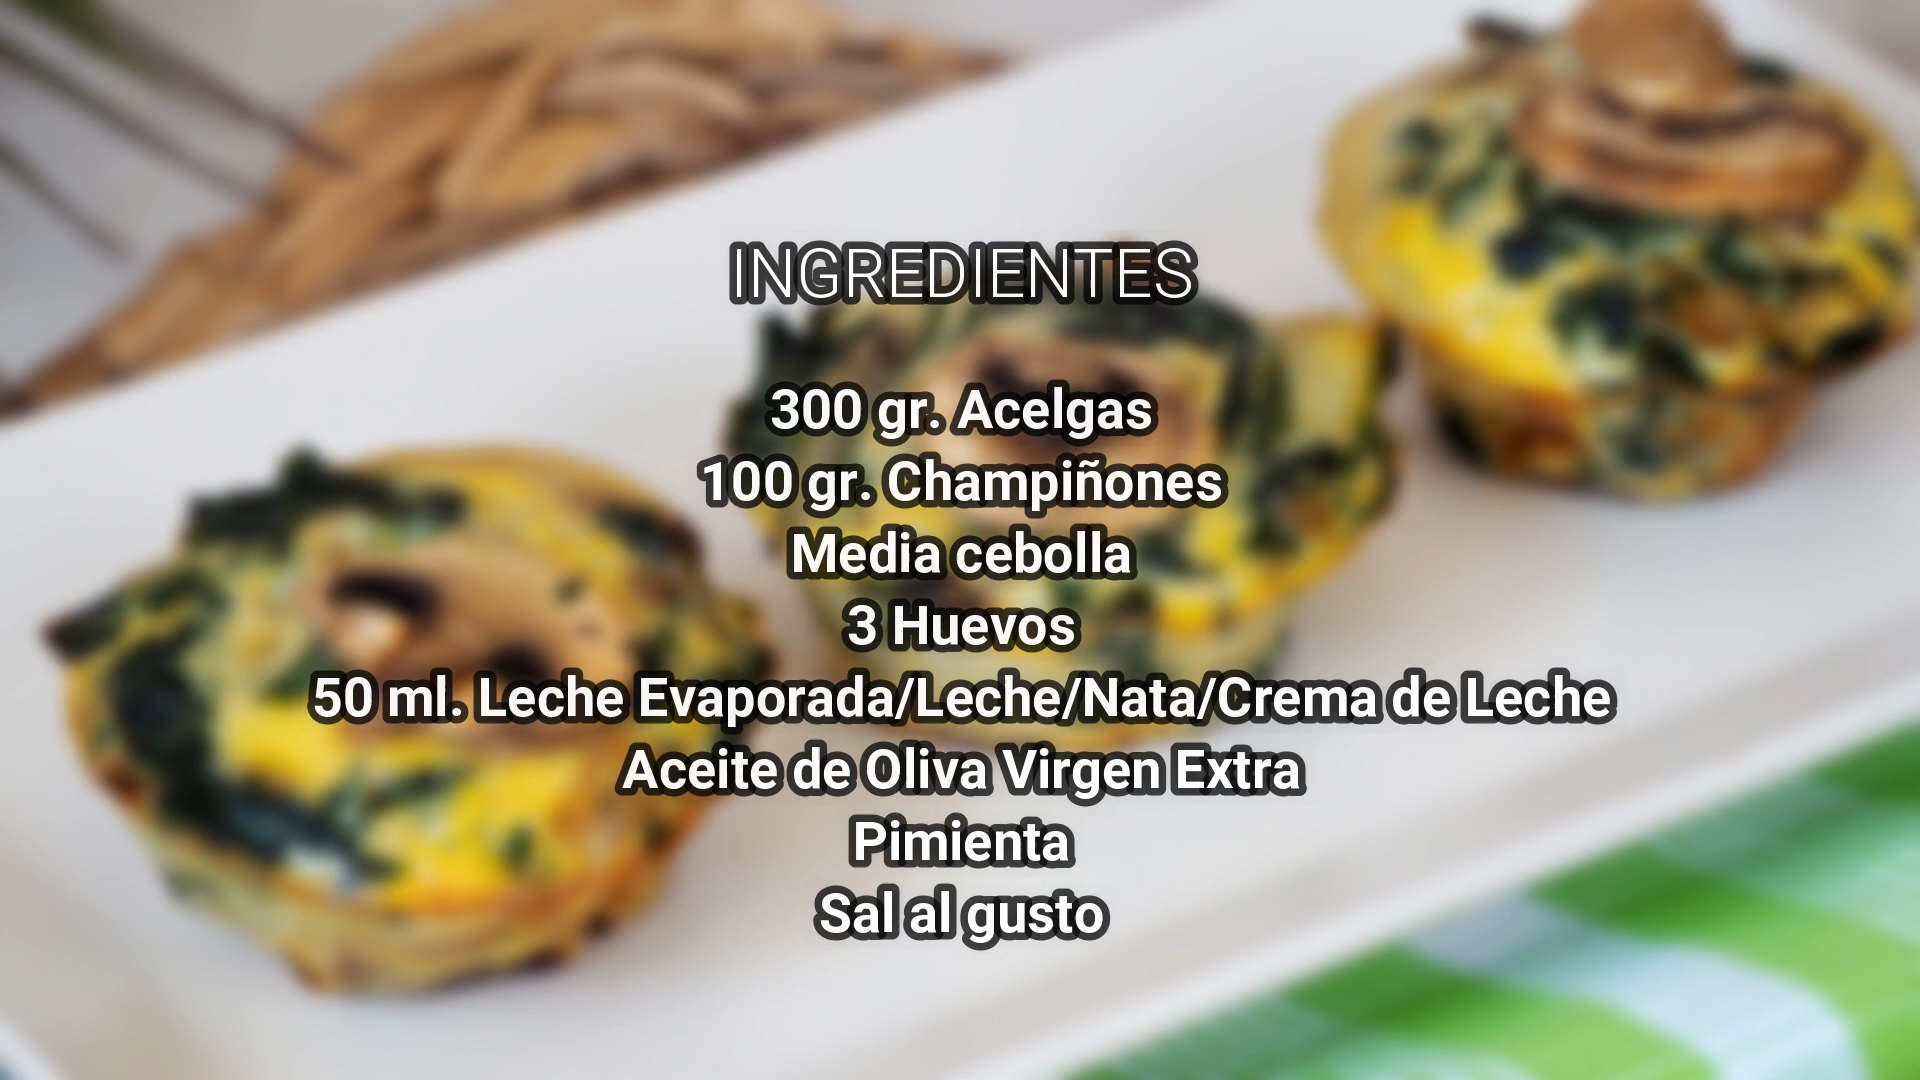 INGREDIENTES
300 gr. Acelgas
100 gr. Champiñones
Media cebolla
3 Huevos
50 ml. Leche Evaporada/Leche/Nata/Crema de Leche
Aceite de Oliva Virgen Extra
Pimienta
Sal al gusto